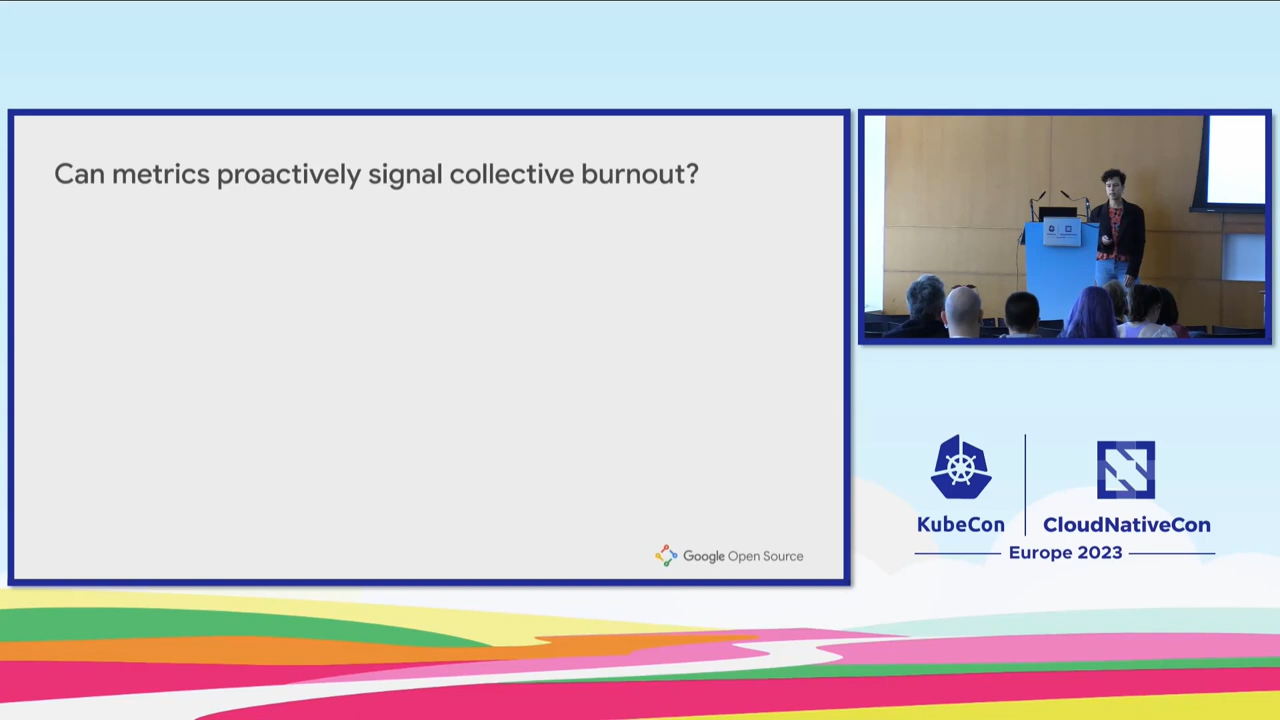 Can metrics proactively signal collective burnout?
Google Open Source
KubeCon
CloudNativeCon
Europe 2023